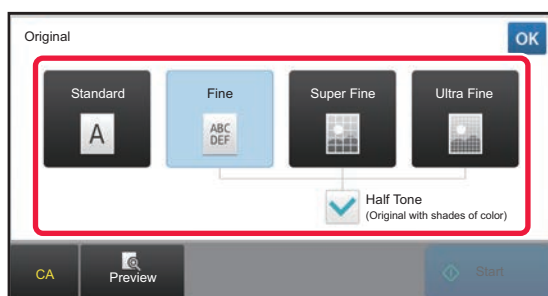 Original
OK
Standard
Fine
Super Fine
Ultra Fine
A
ABC
DEF
Half Tone
(Original with shades of color)
CA
Preview
Start